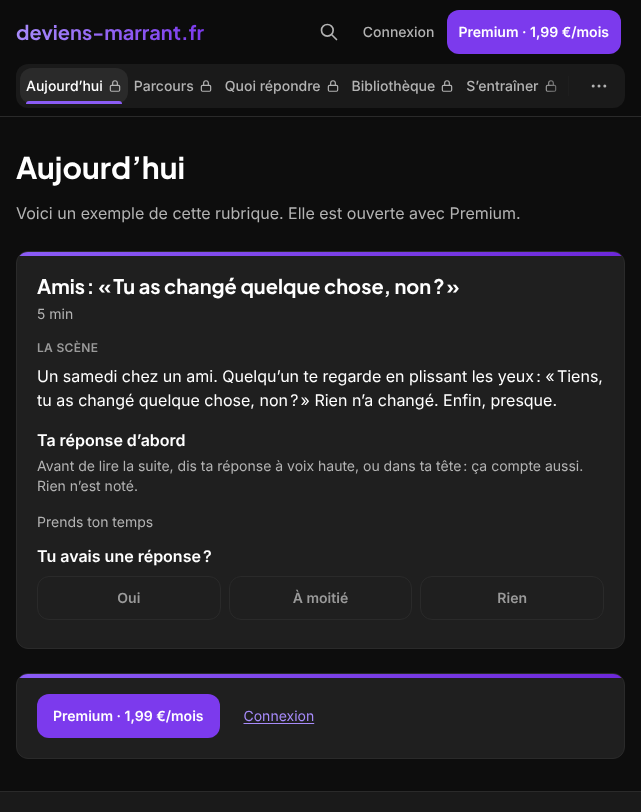 deviens-marrant.fr
Connexion
Premium · 1,99 €/mois
Aujourd’hui
Parcours
Quoi répondre
Bibliothèque
S’entraîner
Aujourd’hui
Voici un exemple de cette rubrique. Elle est ouverte avec Premium.
Amis : « Tu as changé quelque chose, non ? »
5 min
LA SCÈNE
Un samedi chez un ami. Quelqu’un te regarde en plissant les yeux : « Tiens,
tu as changé quelque chose, non ? » Rien n’a changé. Enfin, presque.
Ta réponse d’abord
Avant de lire la suite, dis ta réponse à voix haute, ou dans ta tête : ça compte aussi.
Rien n’est noté.
Prends ton temps
Tu avais une réponse ?
Oui
À moitié
Rien
Premium · 1,99 €/mois
Connexion